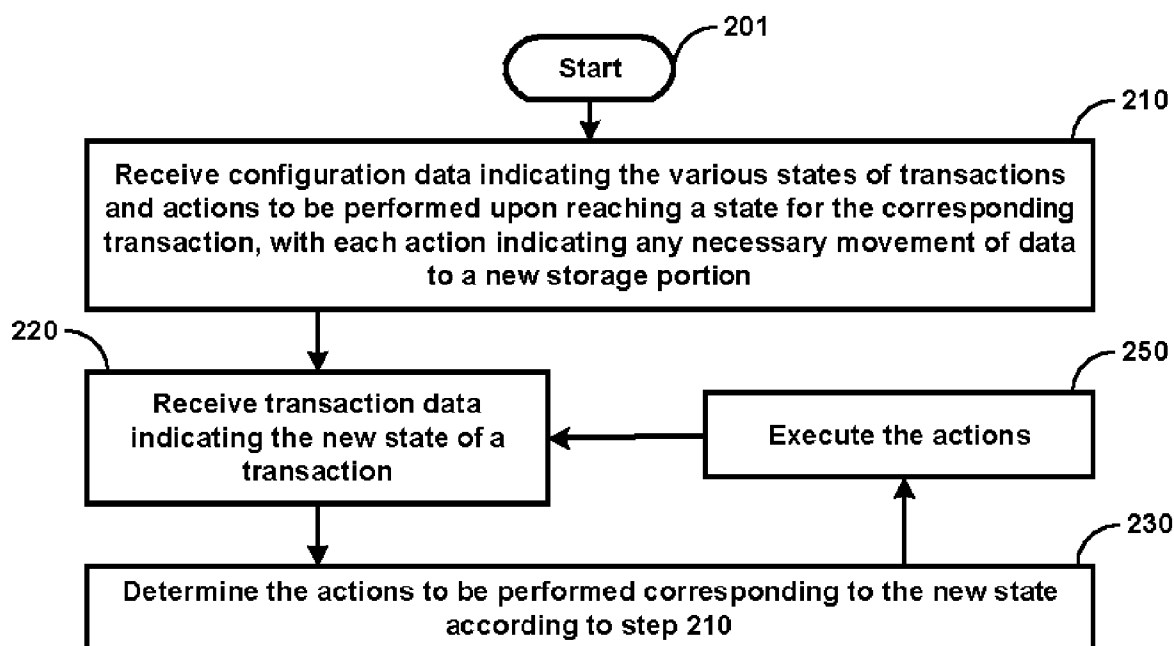 201
Start
210
Receive configuration data indicating the various states of transactions
and actions to be performed upon reaching a state for the corresponding
transaction, with each action indicating any necessary movement of data
to a new storage portion
220
Receive transaction data
indicating the new state of a
transaction
250
Execute the actions
230
Determine the actions to be performed corresponding to the new state
according to step 210